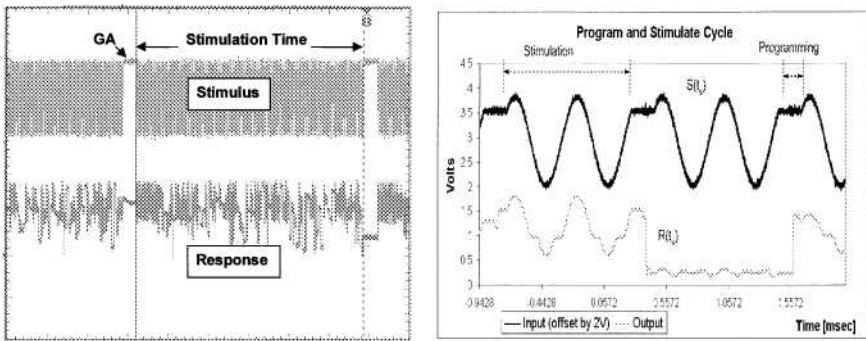 GA
Stimulation Time
Stimulus
Response
Program and Stimulate Cycle
Stimulation
Programming
S(t
R(t
Volts
4.5
4
3.5
3
2.5
2
1.5
1
0.5
0
-0.9428
-0.4428
0.0572
0.5572
1.0572
1.5572
Input (offset by 2V)
Output
Time [msec]